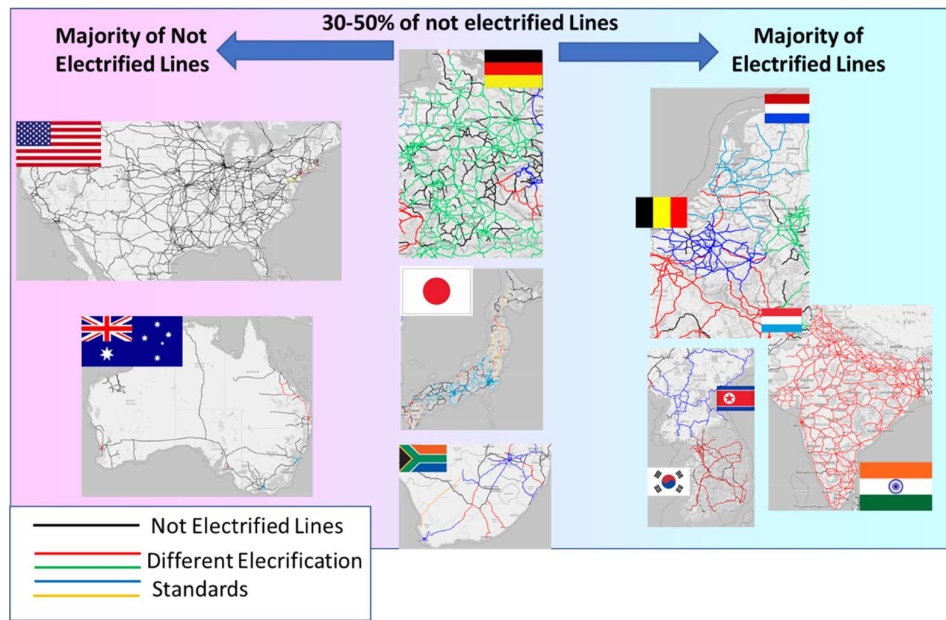 30-50% of not electrified Lines
Majority of Not
Electrified Lines
Majority of
Electrified Lines
Not Electrified Lines
Different Elecrification
Standards